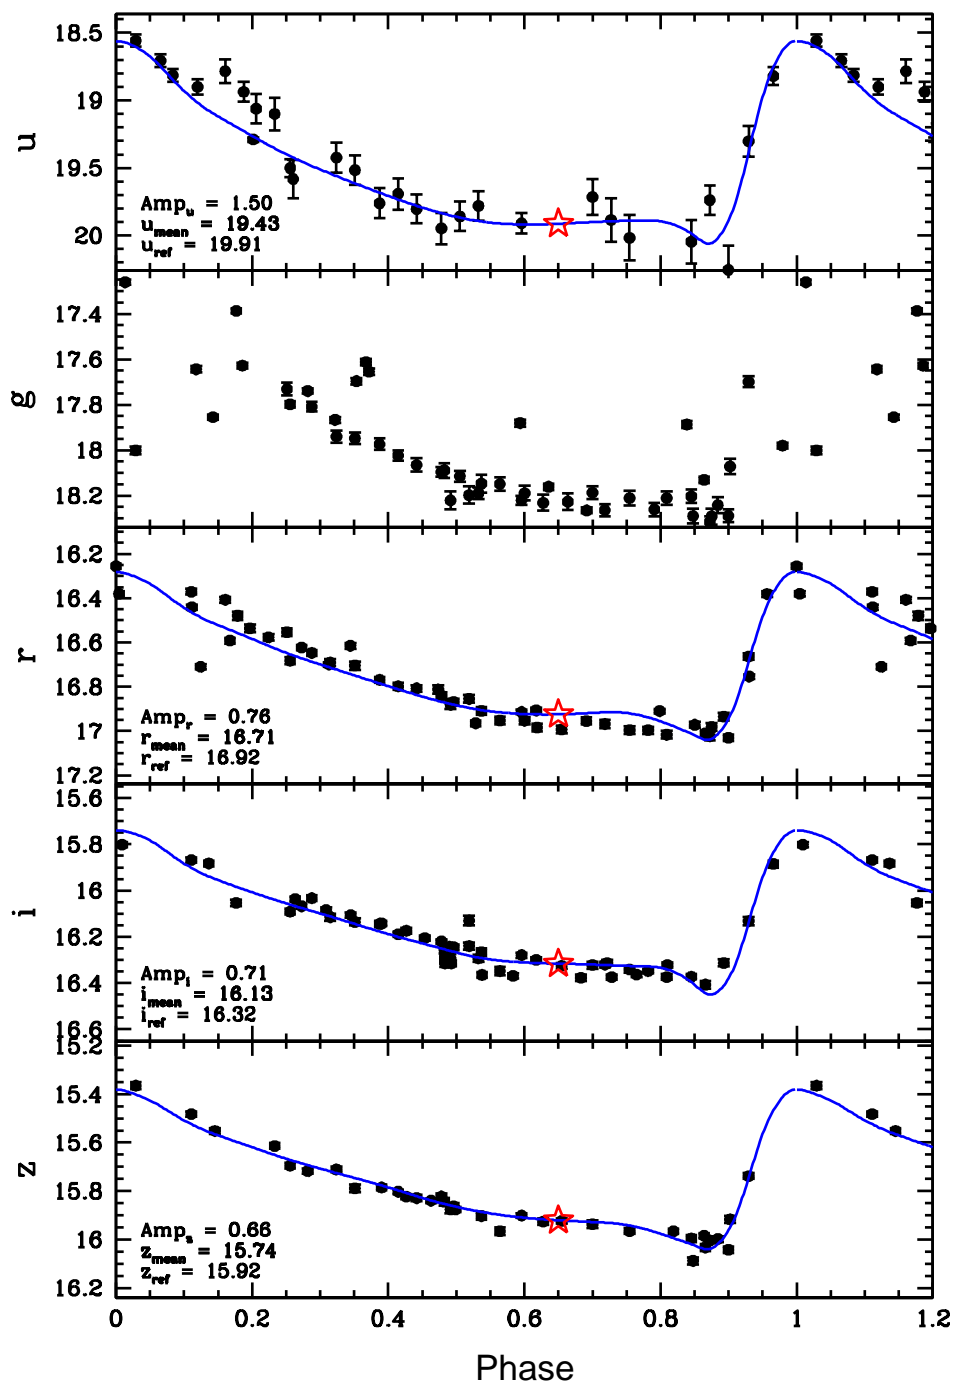 18.5
19
19.5
20
u
Amp_u = 1.50
u_mean = 19.43
u_ref = 19.91
17.4
17.6
17.8
18
18.2
g
16.2
16.4
16.6
16.8
17
17.2
r
Amp_r = 0.76
r_mean = 16.71
r_ref = 16.92
15.6
15.8
16
16.2
16.4
16.6
i
Amp_i = 0.71
i_mean = 16.13
i_ref = 16.32
15.2
15.4
15.6
15.8
16
16.2
z
Amp_z = 0.66
z_mean = 15.74
z_ref = 15.92
0 0.2 0.4 0.6 0.8 1 1.2
Phase